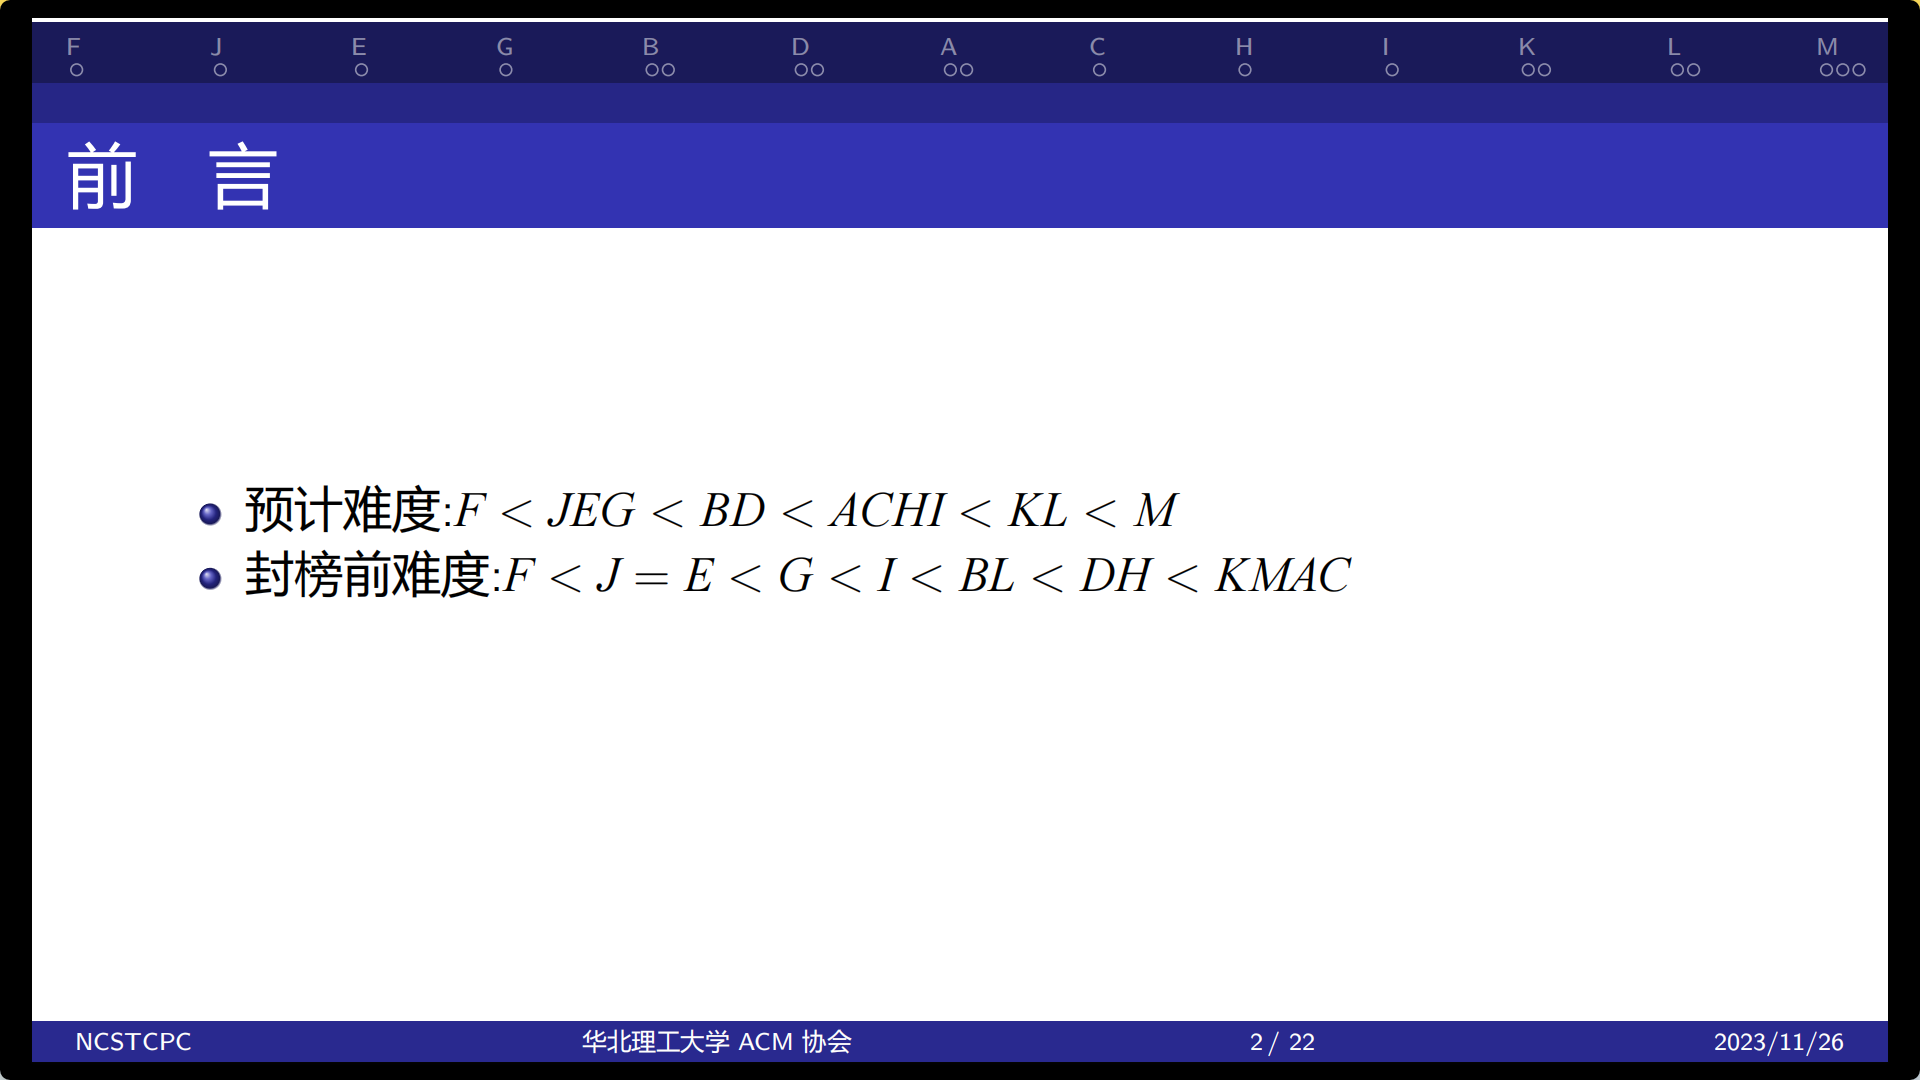 F J E G B D A C H I K L M
前 言
预计难度:F < JEG < BD < ACHI < KL < M
封榜前难度:F < J = E < G < I < BL < DH < KMAC
NCSTCPC 华北理工大学 ACM 协会 2 / 22 2023/11/26